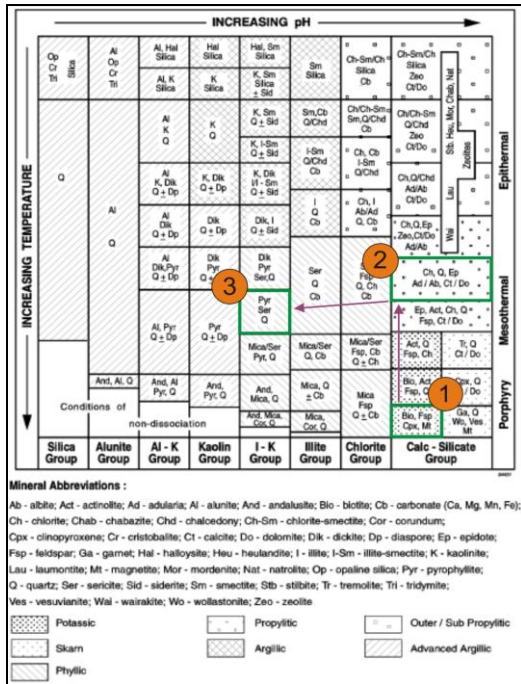 INCREASING pH
INCREASING TEMPERATURE
Op
Cr
Tri
Silica
Q
Al
Op
Cr
Tri
Silica
Al
Q
And, Al, Q
Al, Hal
Silica
Al, K
Silica
Al
K
Q
Al
K, Dik
Q ± Dp
Al
Dik
Q ± Dp
Al
Dik,Pyr
Q ± Dp
Al, Pyr
Q ± Dp
And, Al
Pyr, Q
Hal
Silica
K
Silica
K
Q
K, Dik
Q ± Dp
Dik
Q ± Dp
Dik
Pyr
Q ± Dp
Pyr
Q ± Dp
And,
Pyr, Q
Hal, Sm
Silica
K, Sm
Silica
± Sid
K, Sm
Q ± Sid
K, I-Sm
Q ± Sid
K, Dik
I/I - Sm
Q ± Sid
Dik, I
Q ± Sid
Dik
Pyr
Ser,Q
Pyr
Ser
Q
Mica/Ser
Pyr, Q
And,
Mica, Q
And, Mica,
Cor, Q
Sm
Silica
Sm,Cb
Q/Chd
I-Sm
Q/Chd
Cb
I
Q
Cb
Ser
Q
Cb
Mica/Ser
Q, Cb
Mica, Q
± Cb
Mica,
Cor, Q
Ch-Sm/Ch
Silica
Cb
Ch/Ch-Sm
Sm,Q/Chd
Cb
Ch, Cb
I-Sm
Q/Chd
Ch, I
Ab/Ad
Q, Cb
Fsp
Q, Ch
Cb
Mica/Ser
Fsp, Cb
Q ± Ch
Mica
Fsp
Q ± Cb
Ch-Sm/Ch
Silica
Zeo
Ct/Do
Ch/Ch-Sm
Q/Chd
Zeo
Ct/Do
Ch,Q/Chd
Ad/Ab
Ct/Do
Ch,Q,Ep
Zeo,Ct/Do
Ad/Ab
Ch, Q, Ep
Ad / Ab, Ct / Do
Ep, Act, Ch, Q
Fsp, Ct / Do
Act, Q
Fsp, Ch
Tr, Q
Ct / Do
Bio, Act
Fsp, Q
Cpx, Q
Do
Bio, Fsp
Cpx, Mt
Ga, Q
Wo, Ves
Mt
Stb, Heu, Mor, Chab, Nat
Zeolites
Lau
Wai
Epithermal
Mesothermal
Porphyry
1
2
3
Conditions of
non-dissociation
Silica
Group
Alunite
Group
Al - K
Group
Kaolin
Group
I - K
Group
Illite
Group
Chlorite
Group
Calc - Silicate
Group
Mineral Abbreviations :
Ab - albite; Act - actinolite; Ad - adularia; Al - alunite; And - andalusite; Bio - biotite; Cb - carbonate (Ca, Mg, Mn, Fe);
Ch - chlorite; Chab - chabazite; Chd - chalcedony; Ch-Sm - chlorite-smectite; Cor - corundum;
Cpx - clinopyroxene; Cr - cristobalite; Ct - calcite; Do - dolomite; Dik - dikite; Dp - diaspore; Ep - epidote;
Fsp - feldspar; Ga - garnet; Hal - halloysite; Heu - heulandite; I - illite; I-Sm - illite-smectite; K - kaolinite;
Lau - laumontite; Mt - magnetite; Mor - mordenite; Nat - natrolite; Op - opaline silica; Pyr - pyrophyllite;
Q - quartz; Ser - sericite; Sid - siderite; Sm - smectite; Stb - stilbite; Tr - tremolite; Tri - tridymite;
Ves - vesuvianite; Wai - wairakite; Wo - wollastonite; Zeo - zeolite
Potassic
Propylitic
Outer / Sub Propylitic
Skarn
Argillic
Advanced Argillic
Phyllic